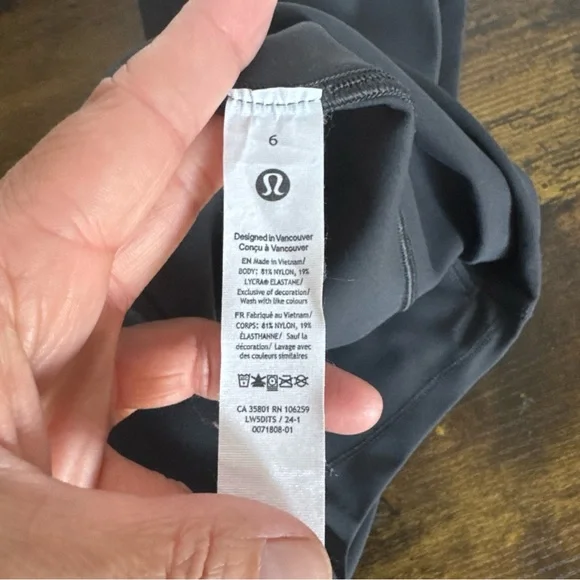 6
Designed in Vancouver
Conçu à Vancouver
EN Made in Vietnam/
BODY: 81% NYLON, 19%
LYCRA® ELASTANE/
Exclusive of decoration/
Wash with like colours
FR Fabriqué au Vietnam/
CORPS: 81% NYLON, 19%
ÉLASTHANNE/ Sauf la
décoration/ Lavage avec
des couleurs similaires
CA 35801 RN 106259
LW5DITS / 24-1
0071808-01